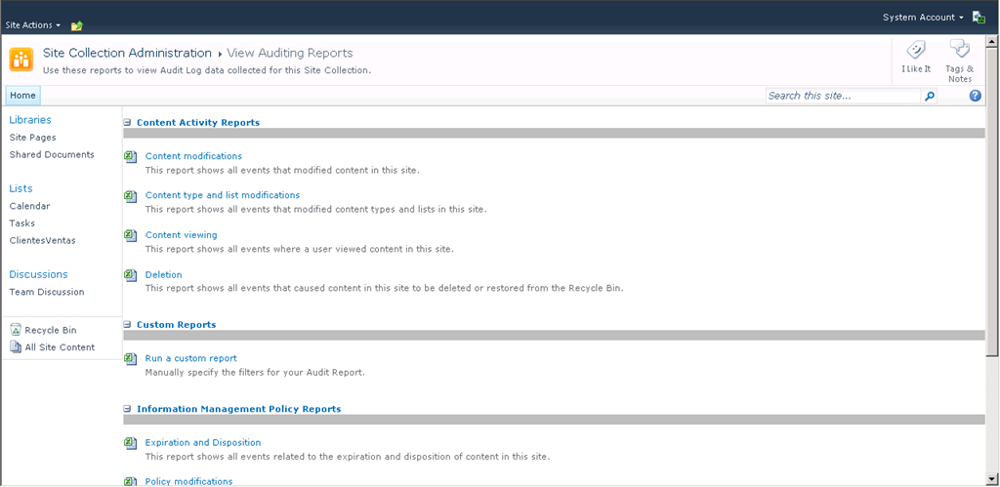 Site Actions
System Account
Site Collection Administration ▸ View Auditing Reports
Use these reports to view Audit Log data collected for this Site Collection.
I Like It
Tags &
Notes
Home
Search this site...
Libraries
Site Pages
Shared Documents
Lists
Calendar
Tasks
ClientesVentas
Discussions
Team Discussion
Recycle Bin
All Site Content
Content Activity Reports
Content modifications
This report shows all events that modified content in this site.
Content type and list modifications
This report shows all events that modified content types and lists in this site.
Content viewing
This report shows all events where a user viewed content in this site.
Deletion
This report shows all events that caused content in this site to be deleted or restored from the Recycle Bin.
Custom Reports
Run a custom report
Manually specify the filters for your Audit Report.
Information Management Policy Reports
Expiration and Disposition
This report shows all events related to the expiration and disposition of content in this site.
Policy modifications